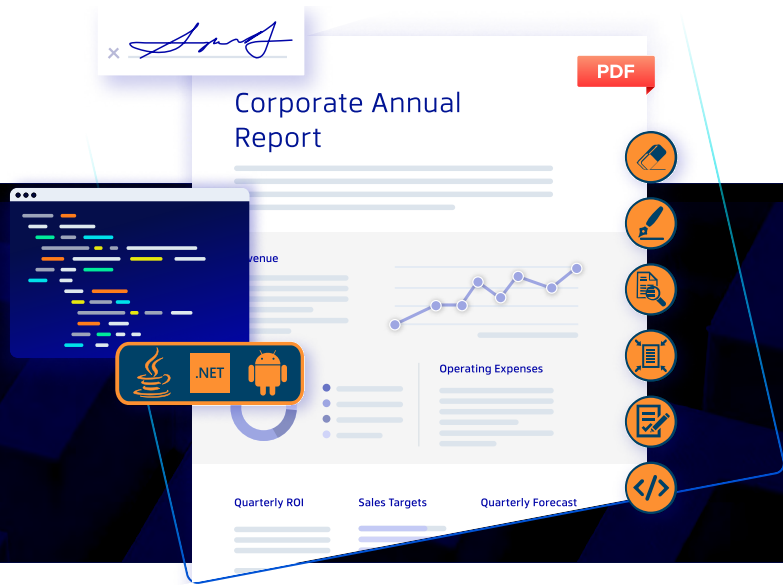 PDF
Corporate Annual
Report
venue
.NET
Operating Expenses
Quarterly ROI
Sales Targets
Quarterly Forecast